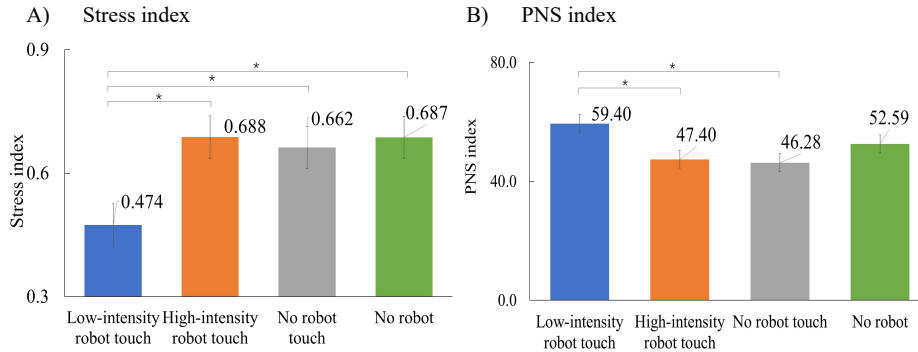 A) Stress index
0.9
0.6
0.3
Stress index
*
*
*
0.474
0.688
0.662
0.687
Low-intensity
robot touch
High-intensity
robot touch
No robot
touch
No robot
B) PNS index
80.0
40.0
0.0
PNS index
*
*
59.40
47.40
46.28
52.59
Low-intensity
robot touch
High-intensity
robot touch
No robot touch
No robot